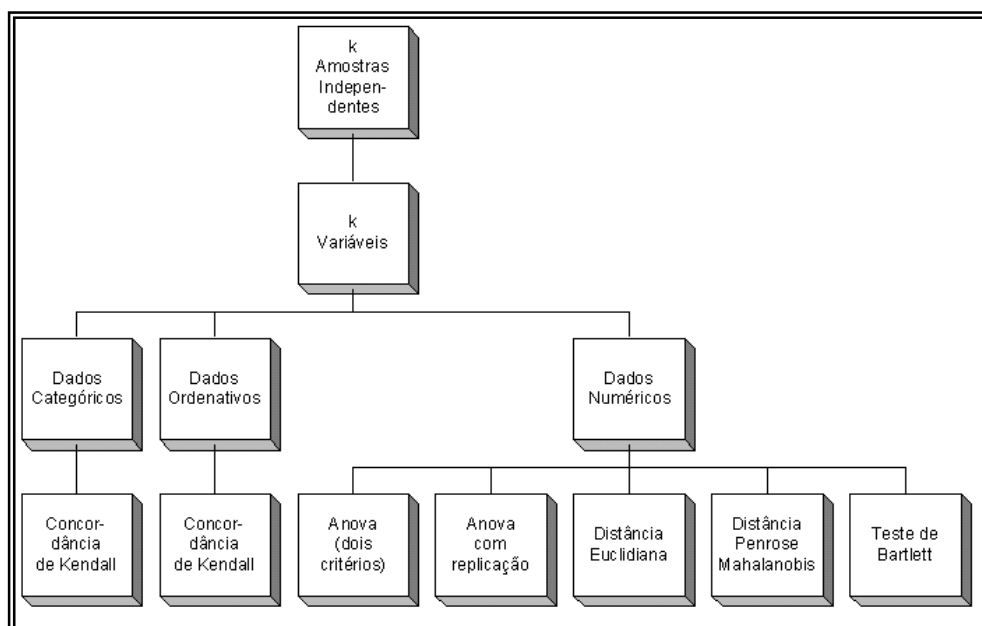 k
Amostras
Indepen-
dentes
k
Variáveis
Dados
Categóricos
Dados
Ordenativos
Dados
Numéricos
Concor-
dância
de Kendall
Concor-
dância
de Kendall
Anova
(dois
critérios)
Anova
com
replicação
Distância
Euclidiana
Distância
Penrose
Mahalanobis
Teste de
Bartlett